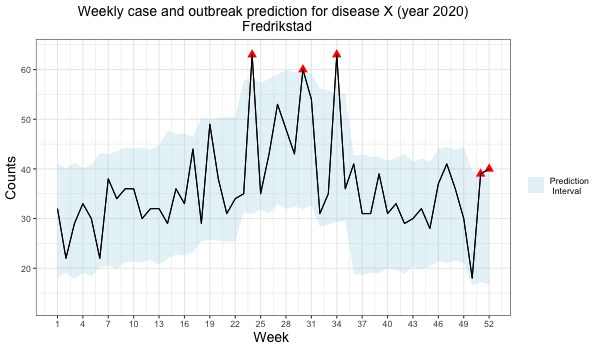 Weekly case and outbreak prediction for disease X (year 2020)
Fredrikstad
60
50
40
30
20
Counts
1 4 7 10 13 16 19 22 25 28 31 34 37 40 43 46 49 52
Week
Prediction
Interval